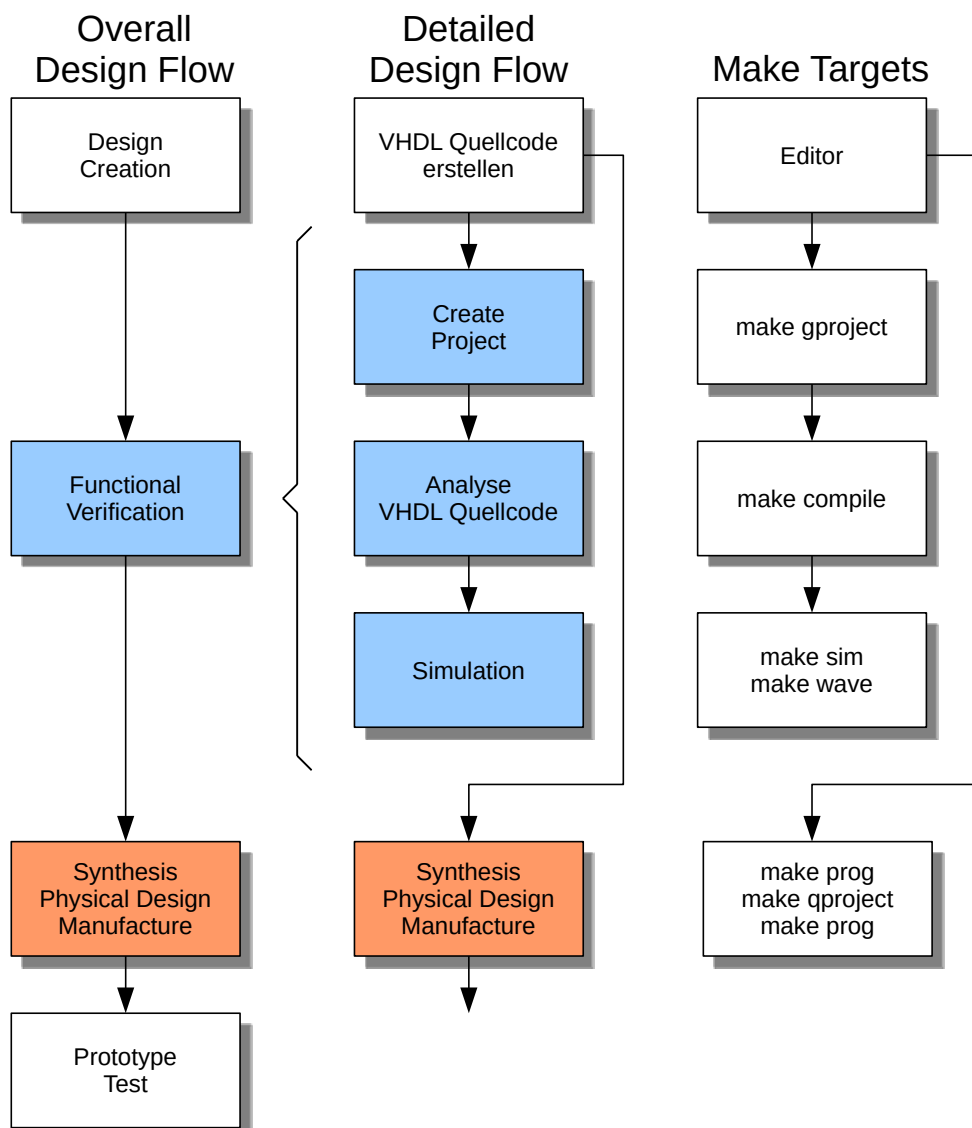 Overall
Design Flow
Design
Creation
Functional
Verification
Synthesis
Physical Design
Manufacture
Prototype
Test
Detailed
Design Flow
VHDL Quellcode
erstellen
Create
Project
Analyse
VHDL Quellcode
Simulation
Synthesis
Physical Design
Manufacture
Make Targets
Editor
make gproject
make compile
make sim
make wave
make prog
make qproject
make prog